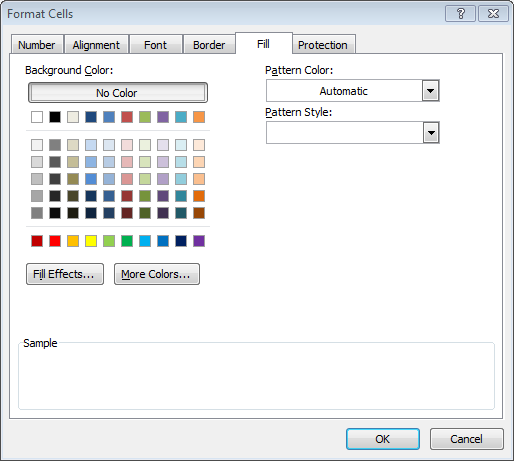 Format Cells
Number Alignment Font Border Fill Protection
Background Color:
No Color
Pattern Color:
Automatic
Pattern Style:
Fill Effects... More Colors...
Sample
OK Cancel